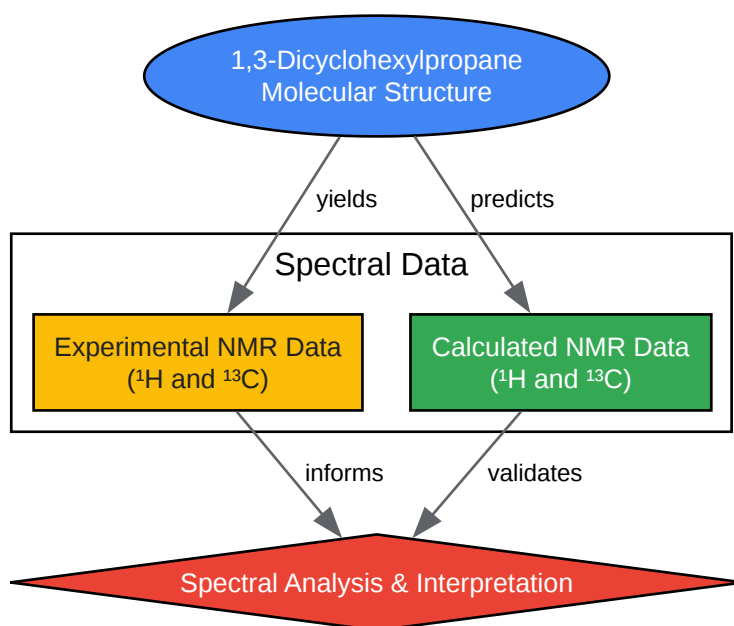 1,3-Dicyclohexylpropane
Molecular Structure
yields
predicts
Spectral Data
Experimental NMR Data
(¹H and ¹³C)
Calculated NMR Data
(¹H and ¹³C)
informs
validates
Spectral Analysis & Interpretation